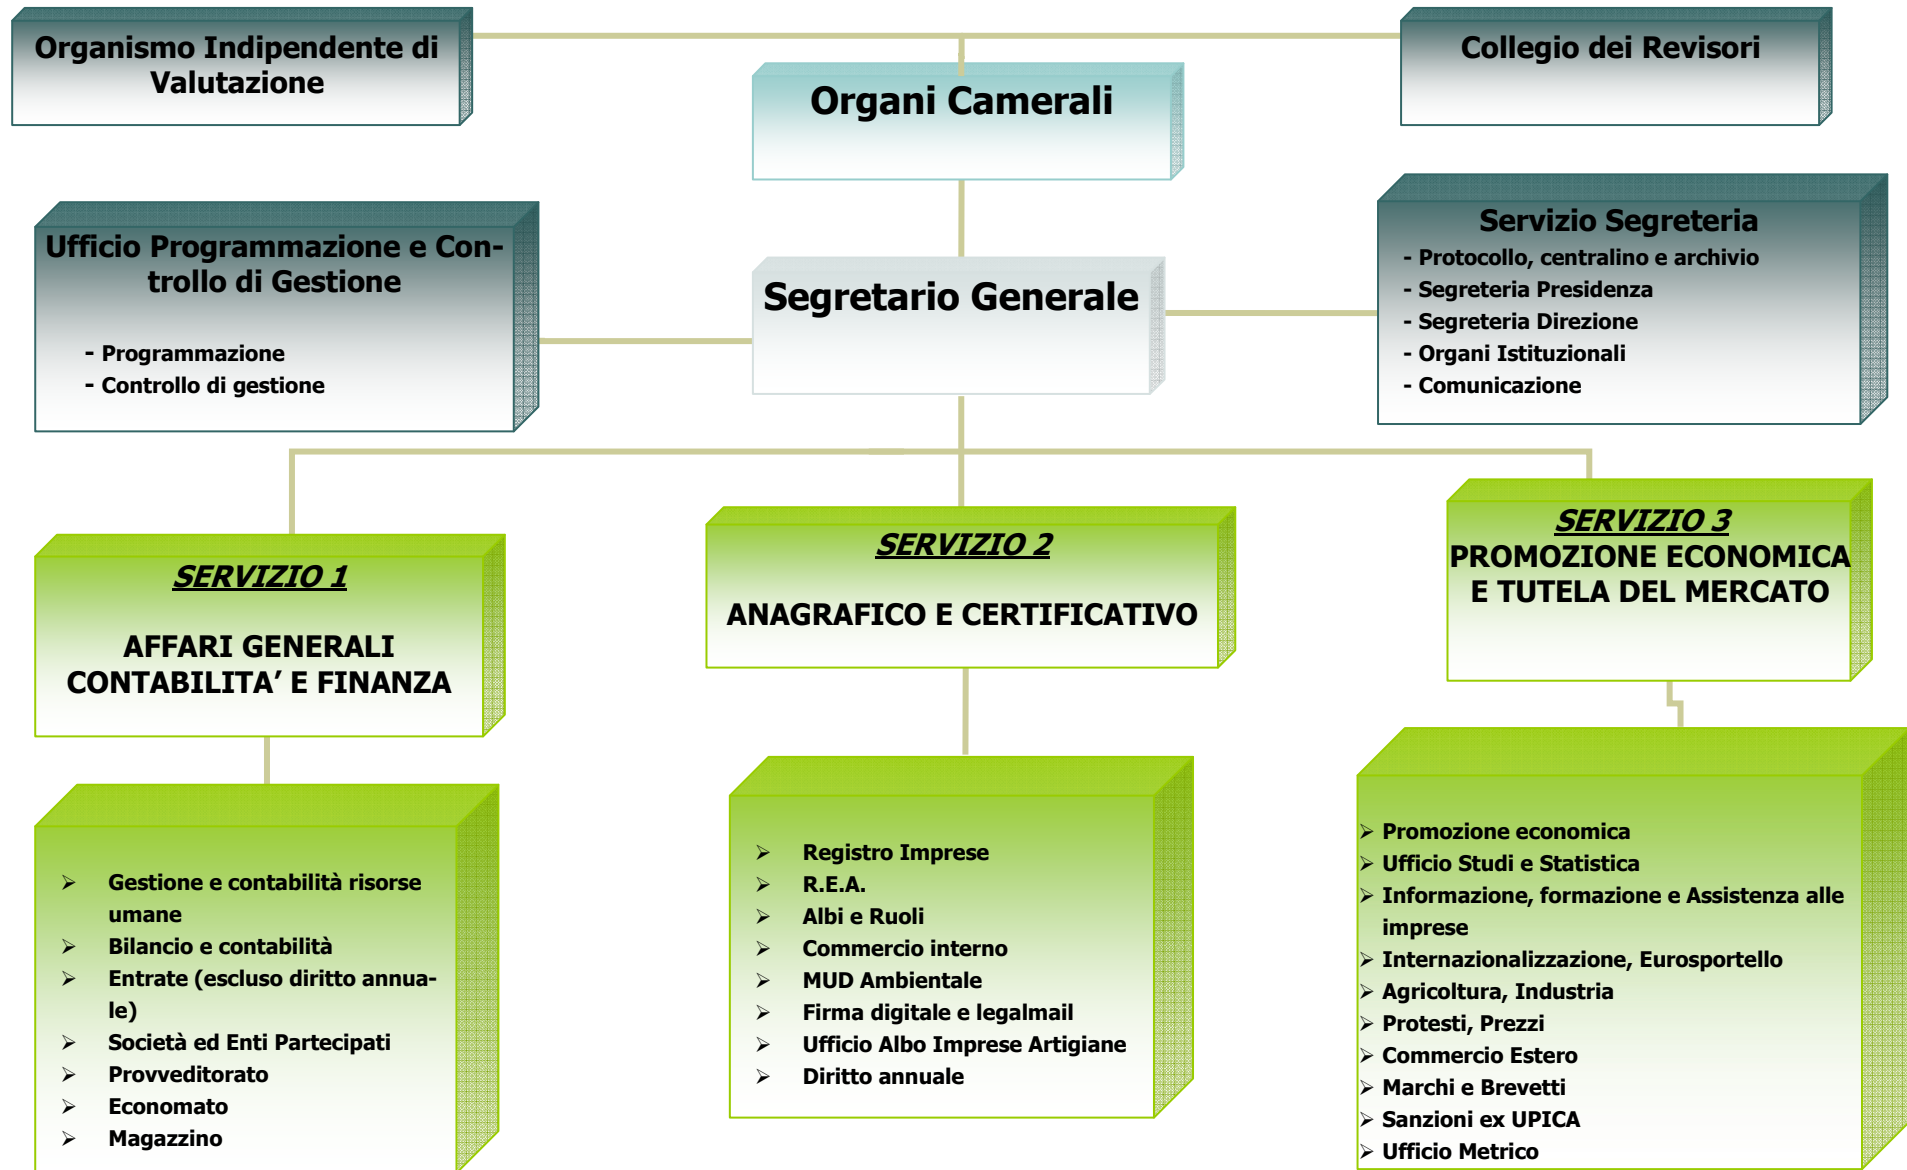 Organismo Indipendente di
Valutazione
Organi Camerali
Collegio dei Revisori
Ufficio Programmazione e Con-
trollo di Gestione
- Programmazione
- Controllo di gestione
Segretario Generale
Servizio Segreteria
- Protocollo, centralino e archivio
- Segreteria Presidenza
- Segreteria Direzione
- Organi Istituzionali
- Comunicazione
SERVIZIO 1
AFFARI GENERALI
CONTABILITA’ E FINANZA
SERVIZIO 2
ANAGRAFICO E CERTIFICATIVO
SERVIZIO 3
PROMOZIONE ECONOMICA
E TUTELA DEL MERCATO
➢ Gestione e contabilità risorse
umane
➢ Bilancio e contabilità
➢ Entrate (escluso diritto annua-
le)
➢ Società ed Enti Partecipati
➢ Provveditorato
➢ Economato
➢ Magazzino
➢ Registro Imprese
➢ R.E.A.
➢ Albi e Ruoli
➢ Commercio interno
➢ MUD Ambientale
➢ Firma digitale e legalmail
➢ Ufficio Albo Imprese Artigiane
➢ Diritto annuale
➢ Promozione economica
➢ Ufficio Studi e Statistica
➢ Informazione, formazione e Assistenza alle
imprese
➢ Internazionalizzazione, Eurosportello
➢ Agricoltura, Industria
➢ Protesti, Prezzi
➢ Commercio Estero
➢ Marchi e Brevetti
➢ Sanzioni ex UPICA
➢ Ufficio Metrico